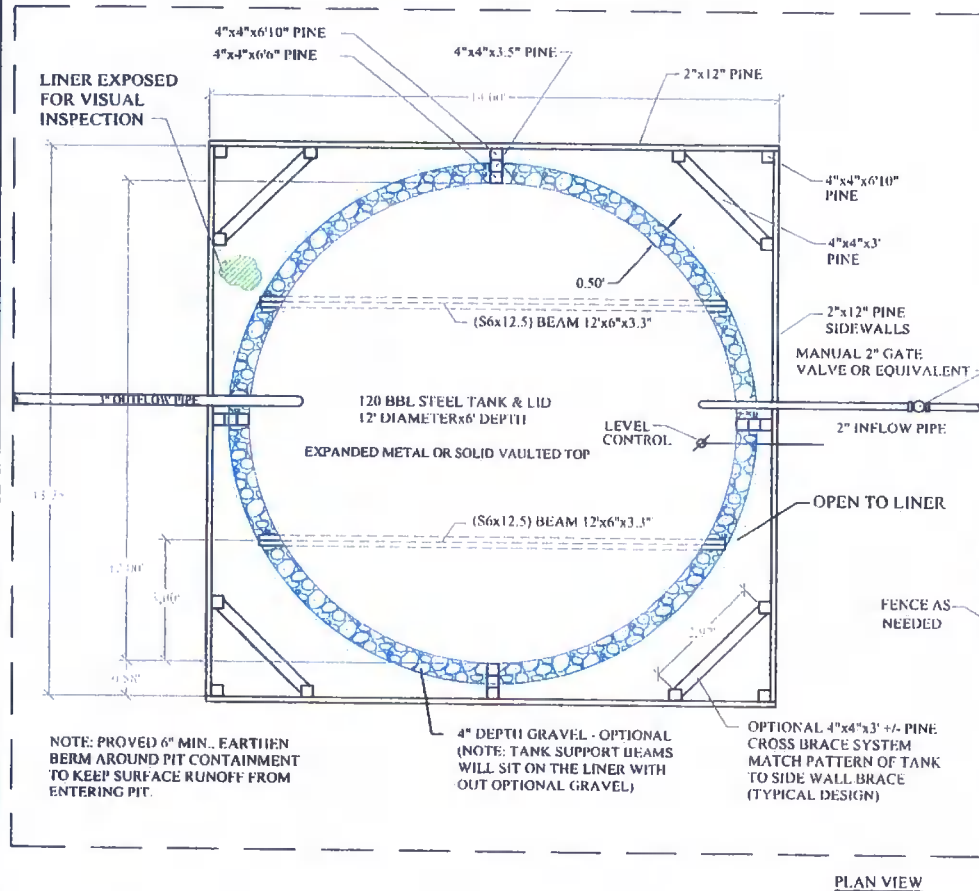 4"x4"x6'10" PINE
4"x4"x6'6" PINE
4"x4"x3.5" PINE
2"x12" PINE
LINER EXPOSED
FOR VISUAL
INSPECTION
14.00'
4"x4"x6'10"
PINE
4"x4"x3'
PINE
0.50'
(S6x12.5) BEAM 12'x6"x3.3"
2"x12" PINE
SIDEWALLS
MANUAL 2" GATE
VALVE OR EQUIVALENT
3" OUTFLOW PIPE
120 BBL STEEL TANK & LID
12' DIAMETERx6' DEPTH
LEVEL
CONTROL
2" INFLOW PIPE
EXPANDED METAL OR SOLID VAULTED TOP
OPEN TO LINER
(S6x12.5) BEAM 12'x6"x3.3"
12.00'
3.00'
FENCE AS
NEEDED
NOTE: PROVED 6" MIN., EARTHEN
BERM AROUND PIT CONTAINMENT
TO KEEP SURFACE RUNOFF FROM
ENTERING PIT.
4" DEPTH GRAVEL - OPTIONAL
(NOTE: TANK SUPPORT BEAMS
WILL SIT ON THE LINER WITH
OUT OPTIONAL GRAVEL)
OPTIONAL 4"x4"x3' +/- PINE
CROSS BRACE SYSTEM
MATCH PATTERN OF TANK
TO SIDE WALL BRACE
(TYPICAL DESIGN)
PLAN VIEW